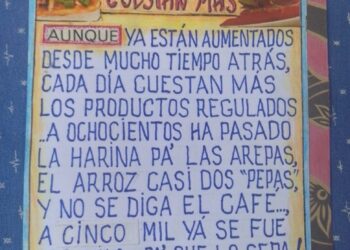 CUESTAN MÁS
AUNQUE YA ESTÁN AUMENTADOS
DESDE MUCHO TIEMPO ATRÁS,
CADA DÍA CUESTAN MÁS
LOS PRODUCTOS REGULADOS
..A OCHOCIENTOS HA PASADO
LA HARINA PA' LAS AREPAS,
EL ARROZ CASI DOS "PEPAS",
Y NO SE DIGA EL CAFÉ...,
A CINCO MIL YÁ SE FUE